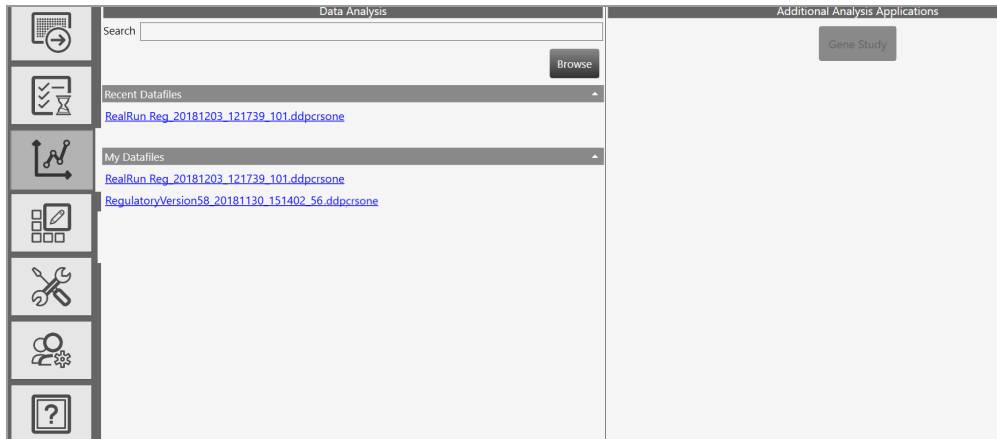 Data Analysis
Search
Browse
Recent Datafiles
RealRun Reg_20181203_121739_101.ddpcrsone
My Datafiles
RealRun Reg_20181203_121739_101.ddpcrsone
RegulatoryVersion58_20181130_151402_56.ddpcrsone
Additional Analysis Applications
Gene Study
?